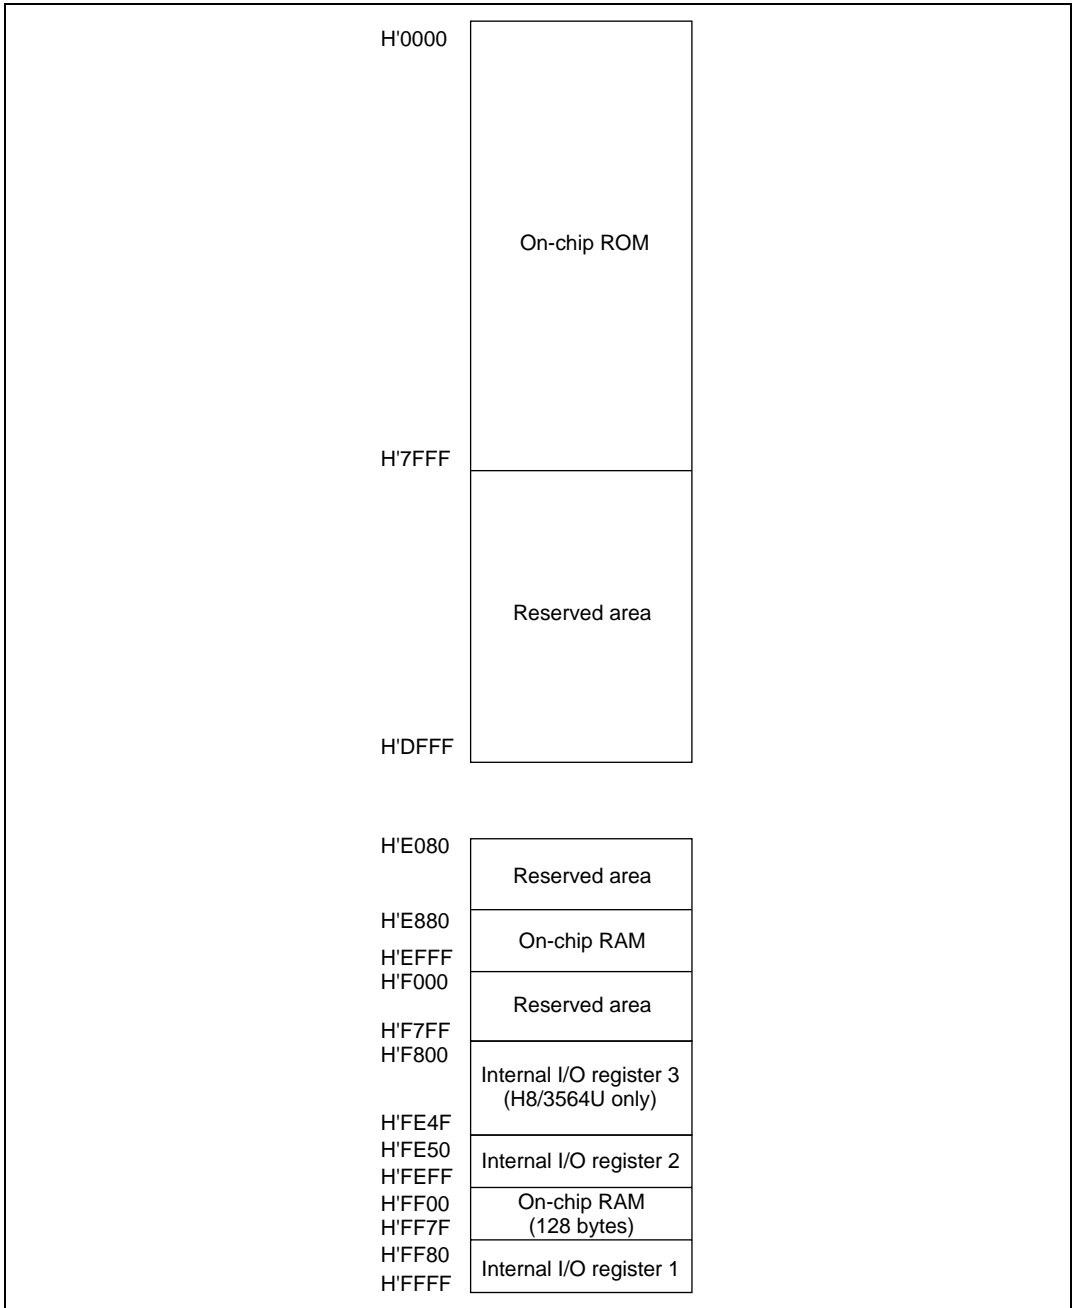 H'0000
On-chip ROM
H'7FFF
Reserved area
H'DFFF
H'E080
Reserved area
H'E880
On-chip RAM
H'EFFF
H'F000
Reserved area
H'F7FF
H'F800
Internal I/O register 3
(H8/3564U only)
H'FE4F
H'FE50
Internal I/O register 2
H'FEFF
H'FF00
On-chip RAM
(128 bytes)
H'FF7F
H'FF80
Internal I/O register 1
H'FFFF